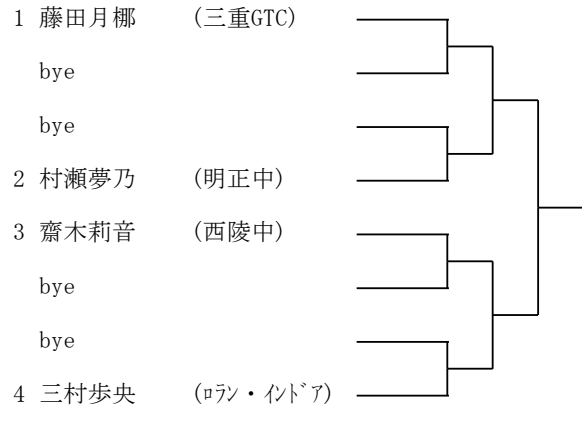 1 藤田月梛 (三重GTC)
bye
bye
2 村瀬夢乃 (明正中)
3 齋木莉音 (西陵中)
bye
bye
4 三村歩央 (ﾛﾗﾝ・ｲﾝﾄﾞｱ)